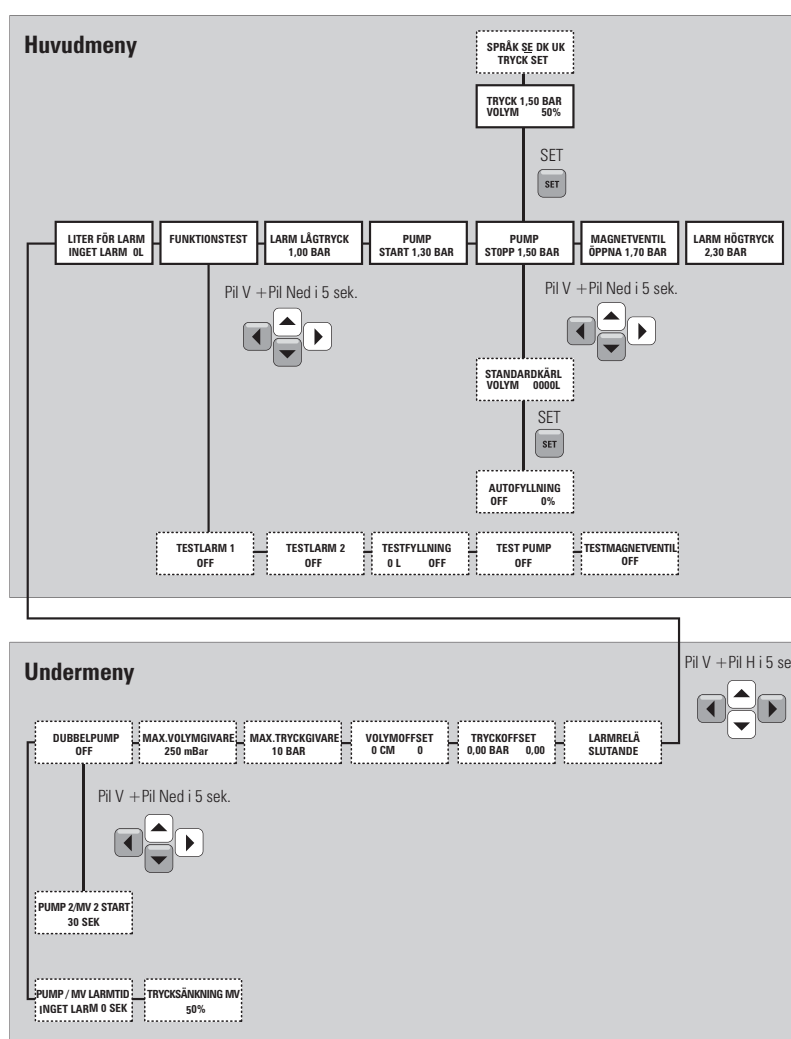 Huvudmeny
SPRÅK SE DK UK
TRYCK SET
TRYCK 1,50 BAR
VOLYM 50%
SET
SET
LITER FÖR LARM
INGET LARM 0L
FUNKTIONSTEST
LARM LÅGTRYCK
1,00 BAR
PUMP
START 1,30 BAR
PUMP
STOPP 1,50 BAR
MAGNETVENTIL
ÖPPNA 1,70 BAR
LARM HÖGTRYCK
2,30 BAR
Pil V + Pil Ned i 5 sek.
Pil V + Pil Ned i 5 sek.
STANDARDKÄRL
VOLYM 0000L
SET
SET
AUTOFYLLNING
OFF 0%
TESTLARM 1
OFF
TESTLARM 2
OFF
TESTFYLLNING
0 L OFF
TEST PUMP
OFF
TESTMAGNETVENTIL
OFF
Undermeny
Pil V + Pil H i 5 se
DUBBELPUMP
OFF
MAX.VOLYMGIVARE
250 mBar
MAX.TRYCKGIVARE
10 BAR
VOLYMOFFSET
0 CM 0
TRYCKOFFSET
0,00 BAR 0,00
LARMRELÄ
SLUTANDE
Pil V + Pil Ned i 5 sek.
PUMP 2/MV 2 START
30 SEK
PUMP / MV LARMTID
INGET LARM 0 SEK
TRYCKSÄNKNING MV
50%